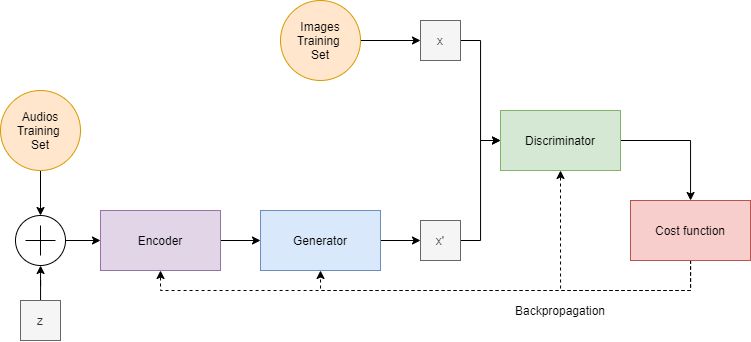 Images
Training
Set
x
Audios
Training
Set
Discriminator
Encoder
Generator
x'
Cost function
z
Backpropagation